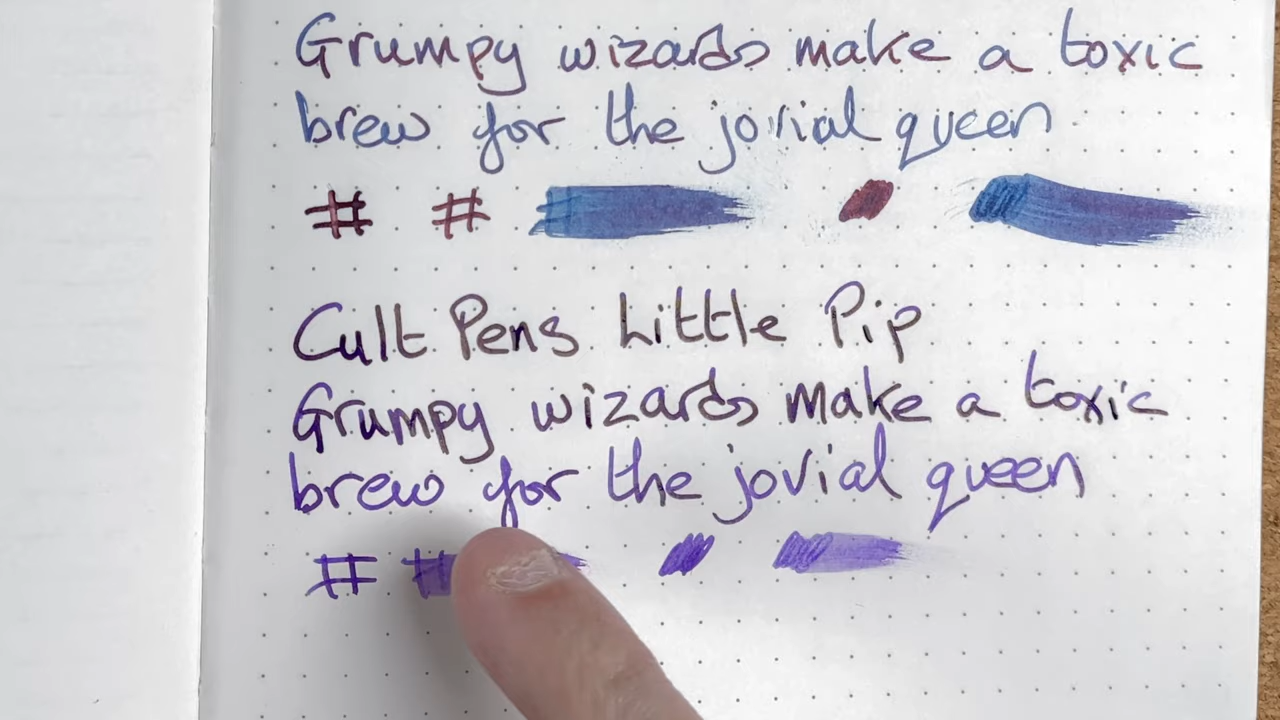 Grumpy wizards make a toxic
brew for the jovial queen
# #
Cult Pens Little Pip
Grumpy wizards make a toxic
brew for the jovial queen
# #